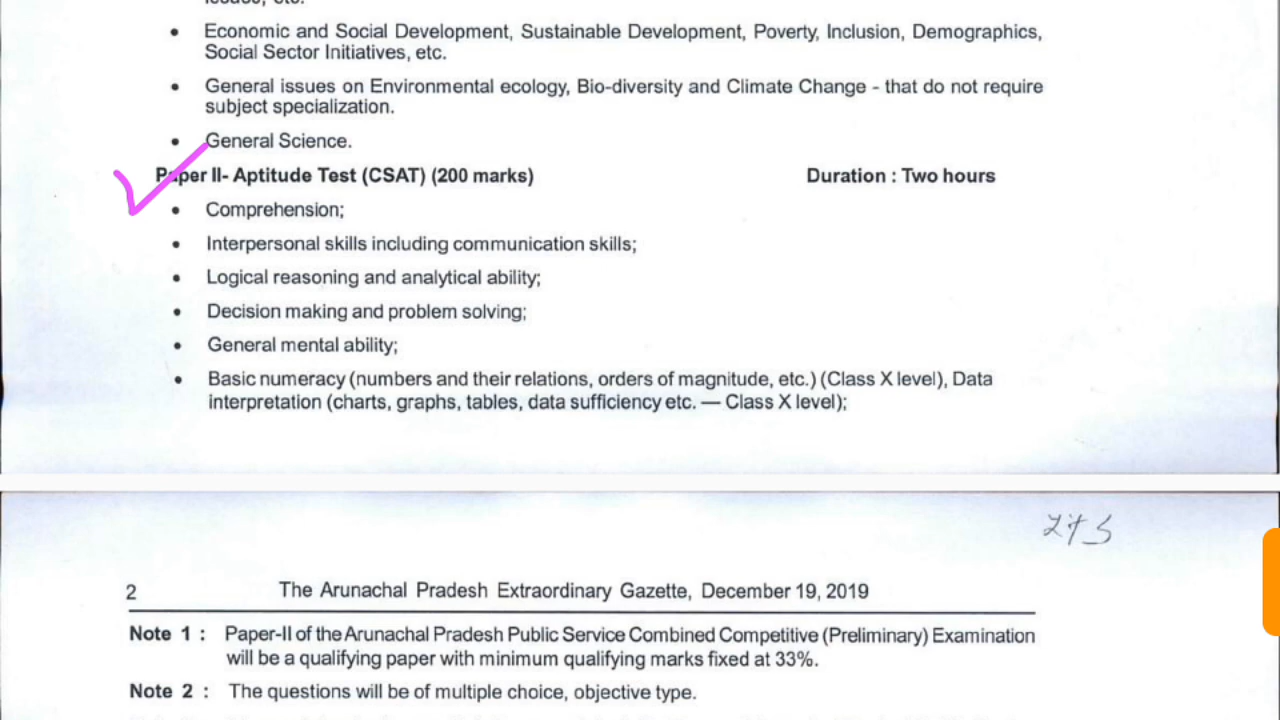 • Economic and Social Development, Sustainable Development, Poverty, Inclusion, Demographics,
Social Sector Initiatives, etc.
• General issues on Environmental ecology, Bio-diversity and Climate Change - that do not require
subject specialization.
• General Science.
Paper II- Aptitude Test (CSAT) (200 marks) Duration : Two hours
• Comprehension;
• Interpersonal skills including communication skills;
• Logical reasoning and analytical ability;
• Decision making and problem solving;
• General mental ability;
• Basic numeracy (numbers and their relations, orders of magnitude, etc.) (Class X level), Data
interpretation (charts, graphs, tables, data sufficiency etc. — Class X level);
2 The Arunachal Pradesh Extraordinary Gazette, December 19, 2019
Note 1 : Paper-II of the Arunachal Pradesh Public Service Combined Competitive (Preliminary) Examination
will be a qualifying paper with minimum qualifying marks fixed at 33%.
Note 2 : The questions will be of multiple choice, objective type.